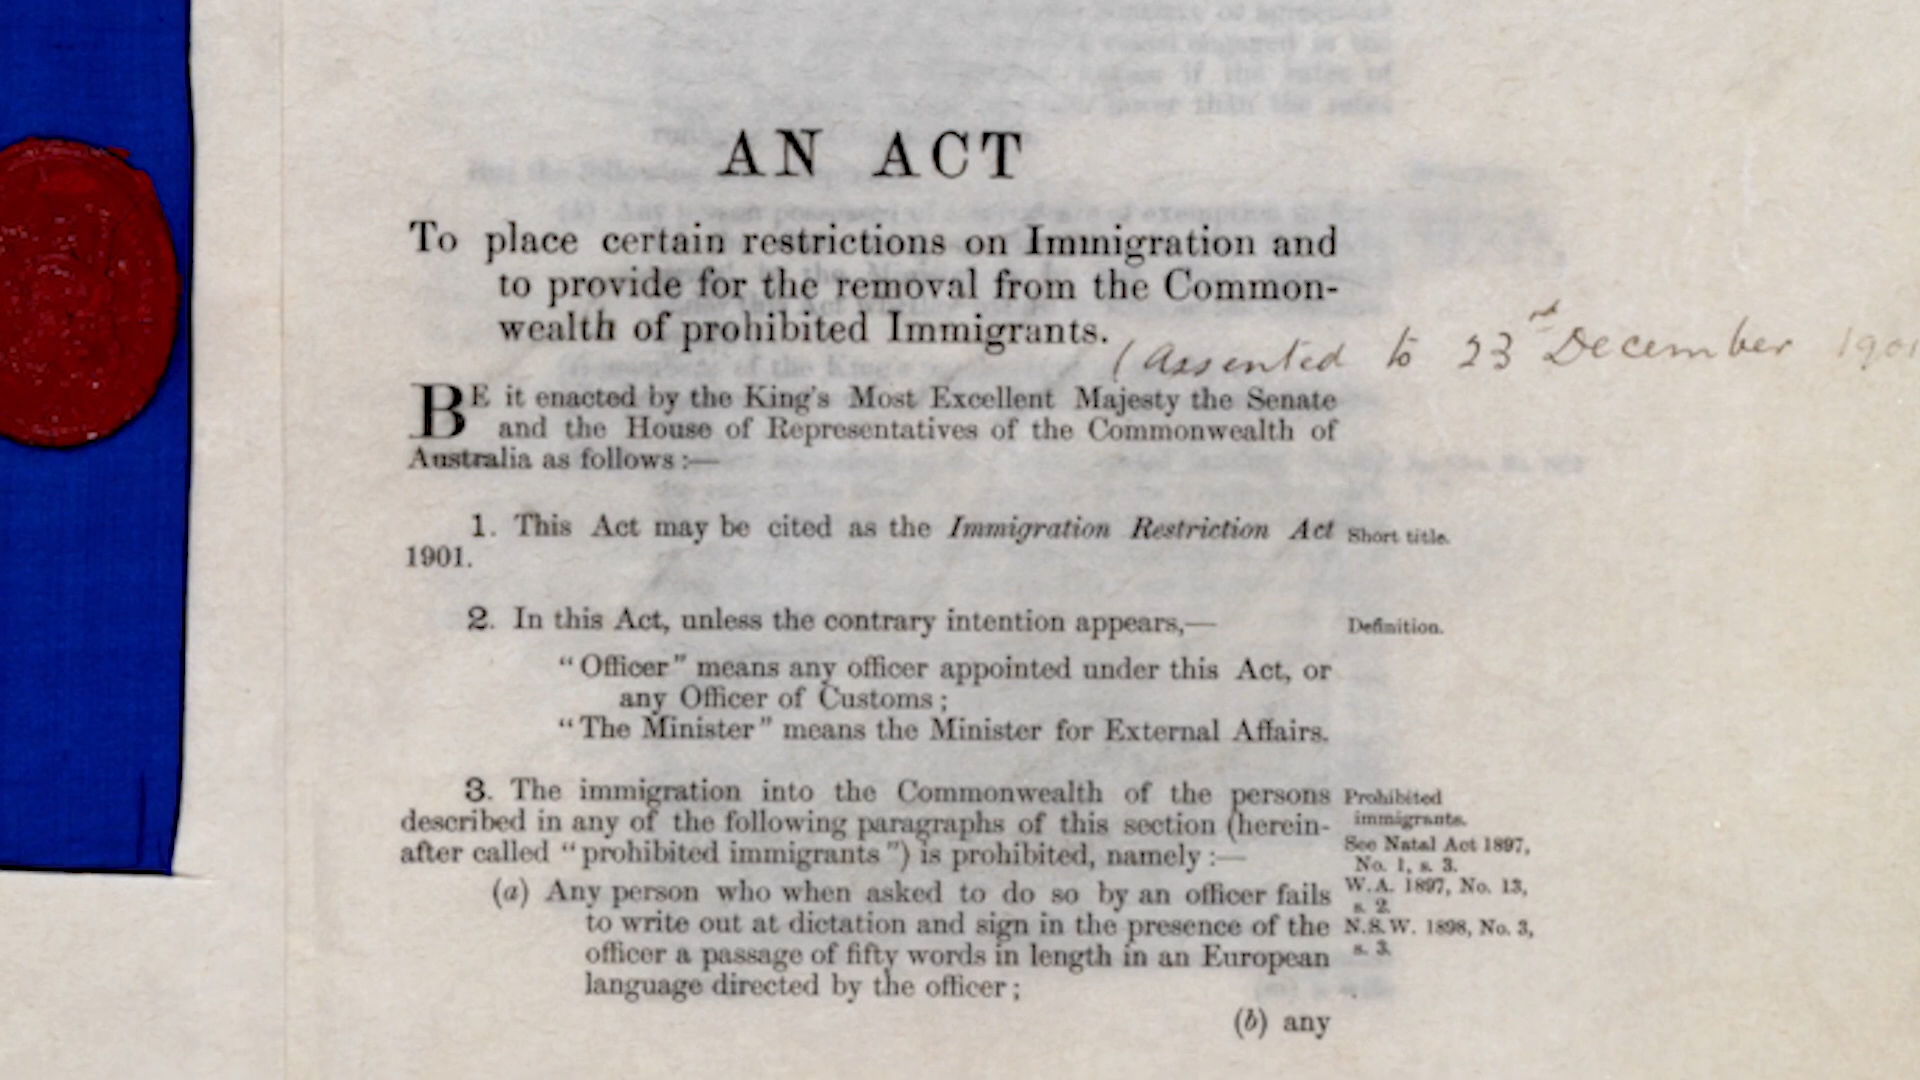 AN ACT
To place certain restrictions on Immigration and
to provide for the removal from the Common-
wealth of prohibited Immigrants.
(Assented to 23rd December 1901
BE it enacted by the King's Most Excellent Majesty the Senate
and the House of Representatives of the Commonwealth of
Australia as follows :—
1. This Act may be cited as the Immigration Restriction Act
1901.
Short title.
2. In this Act, unless the contrary intention appears,—
Definition.
"Officer" means any officer appointed under this Act, or
any Officer of Customs ;
"The Minister" means the Minister for External Affairs.
3. The immigration into the Commonwealth of the persons
described in any of the following paragraphs of this section (herein-
after called "prohibited immigrants") is prohibited, namely :—
(a) Any person who when asked to do so by an officer fails
to write out at dictation and sign in the presence of the
officer a passage of fifty words in length in an European
language directed by the officer ;
Prohibited
immigrants.
See Natal Act 1897,
No. 1, s. 3.
W.A. 1897, No. 13,
s. 2.
N.S.W. 1898, No. 3,
s. 3.
(b) any